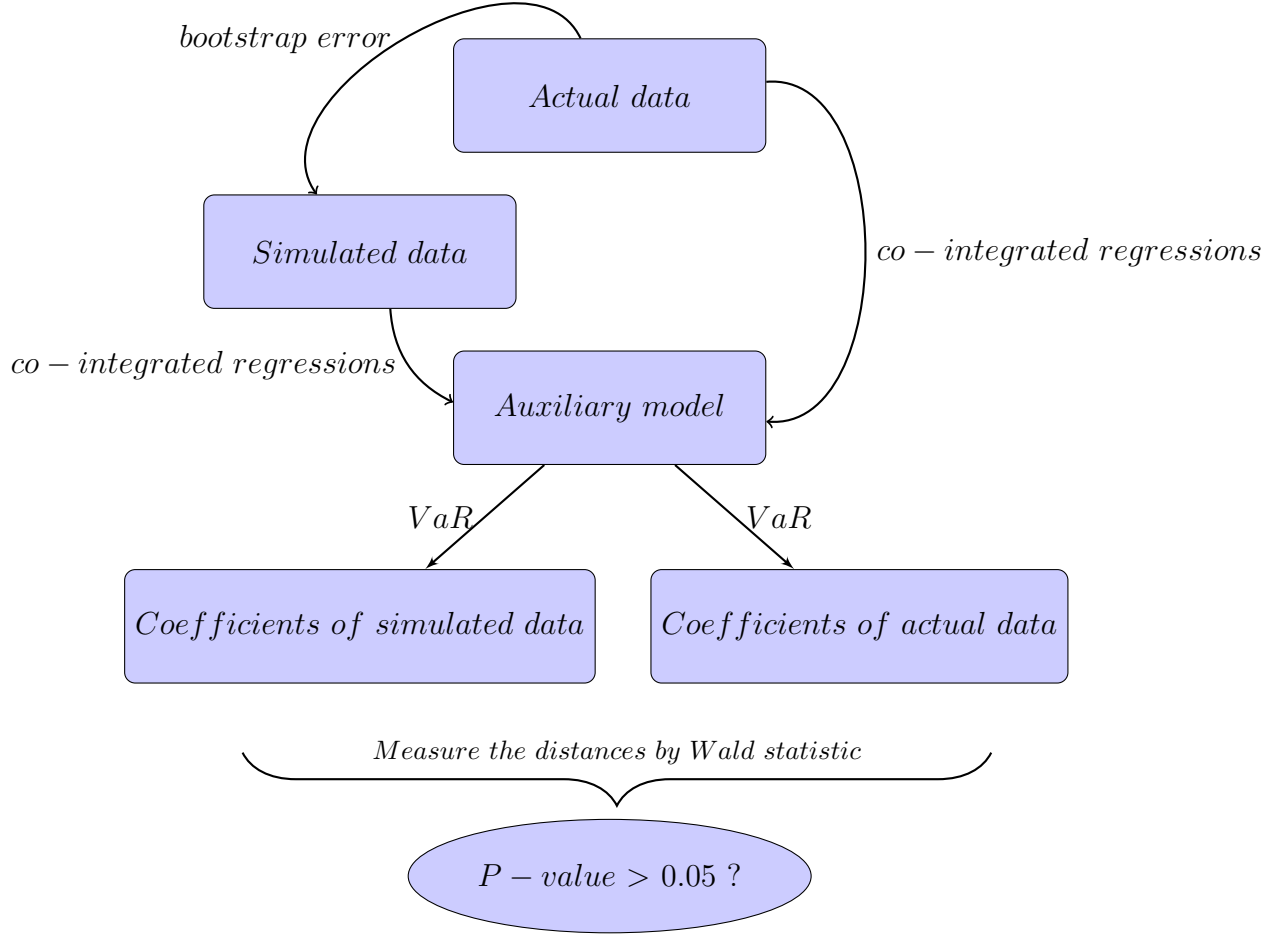 bootstrap error
Actual data
Simulated data
co − integrated regressions
co − integrated regressions
Auxiliary model
VaR
VaR
Coefficients of simulated data
Coefficients of actual data
Measure the distances by Wald statistic
P − value > 0.05 ?